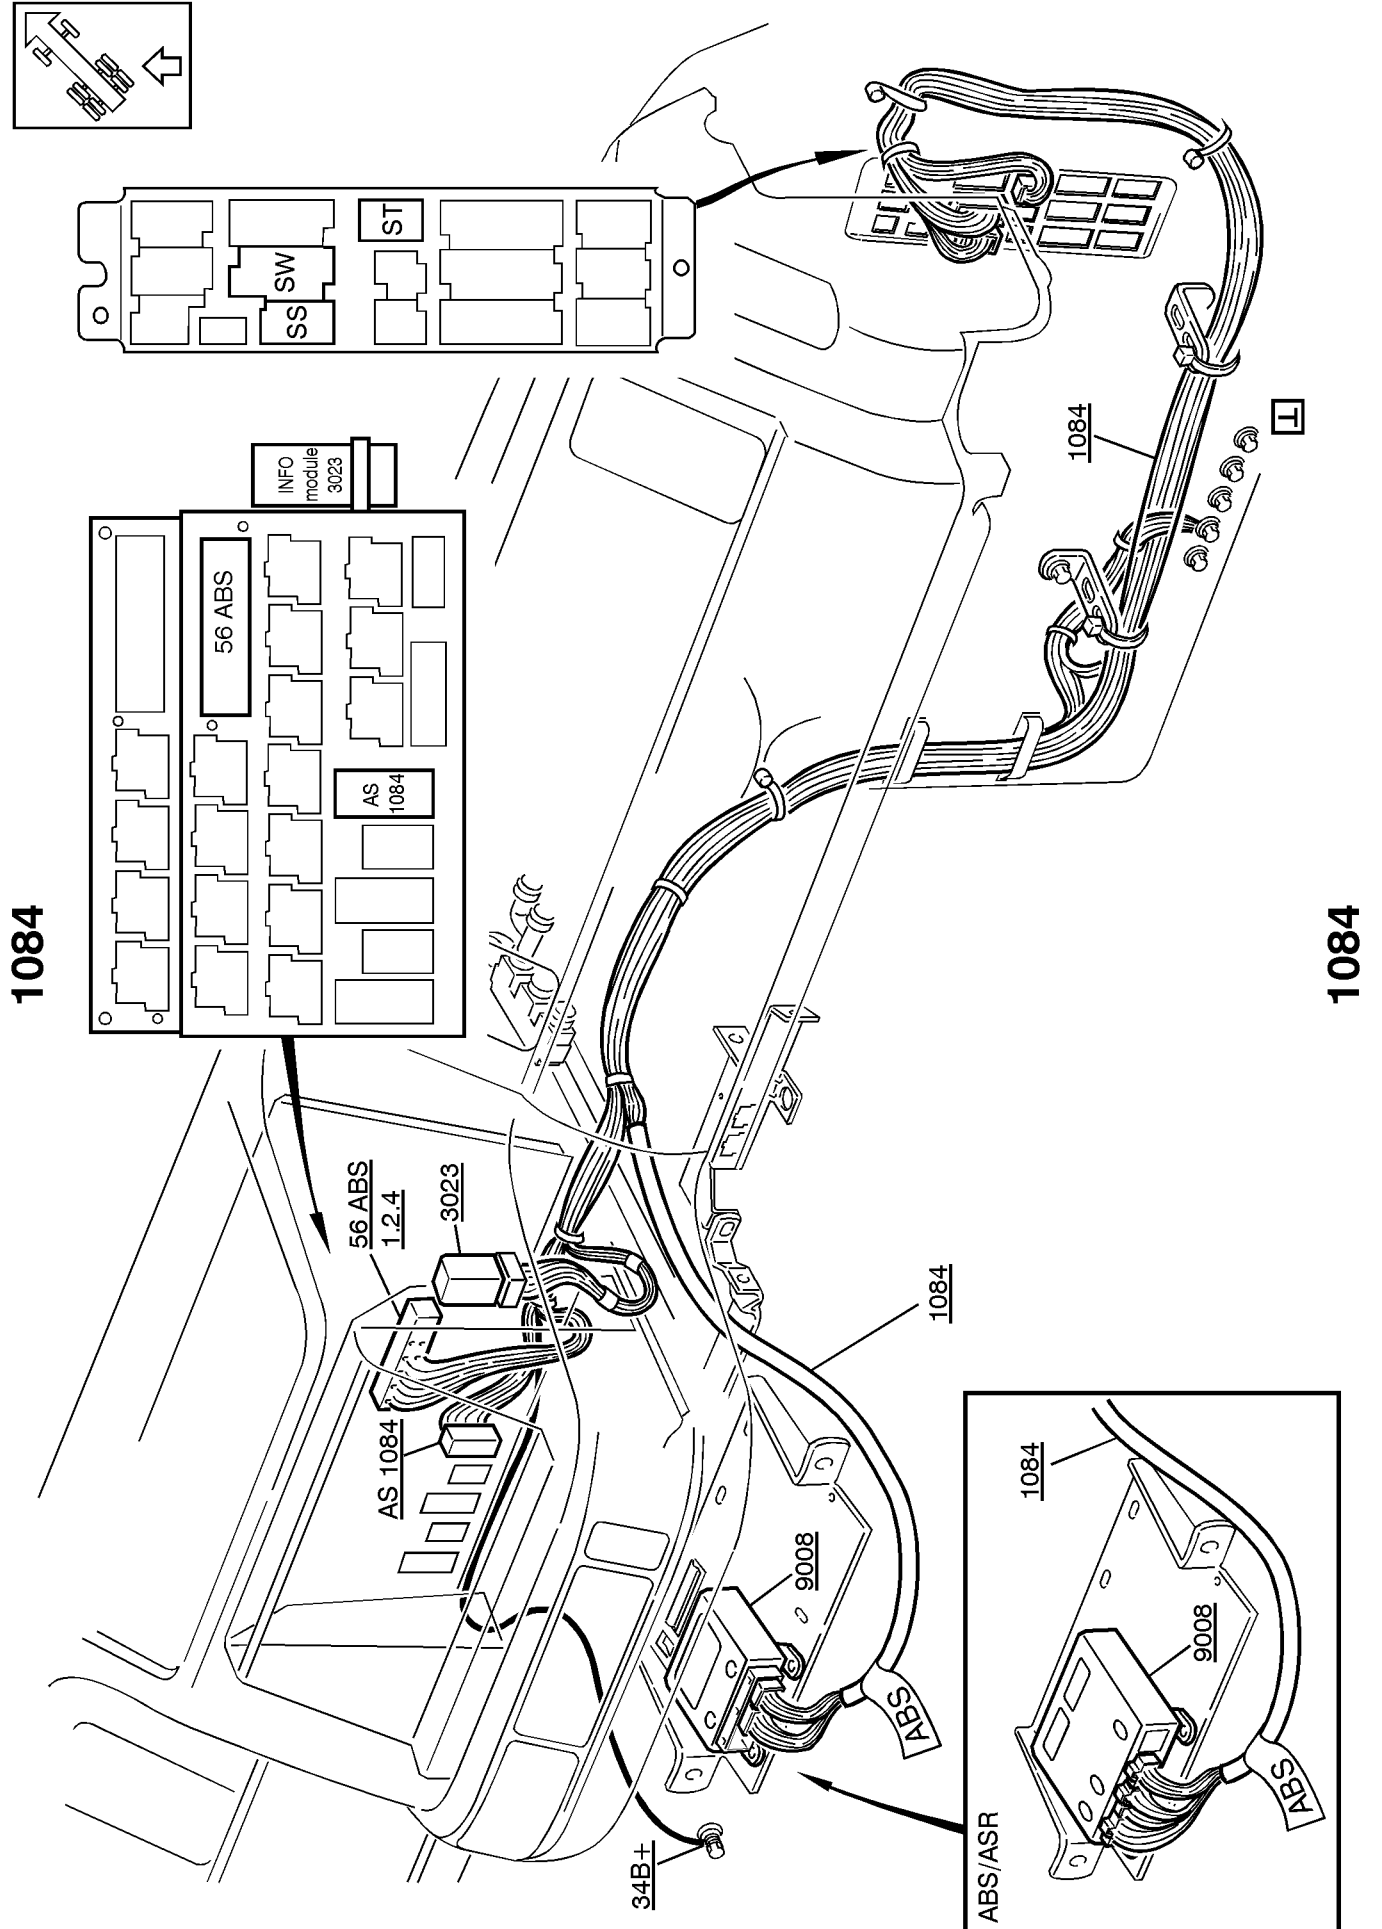 1084
INFO
module
3023
56 ABS
AS
1084
SS
SW
ST
56 ABS
1.2.4
3023
AS 1084
1084
T
1084
9008
ABS
34B+
ABS/ASR
1084
9008
ABS
1084